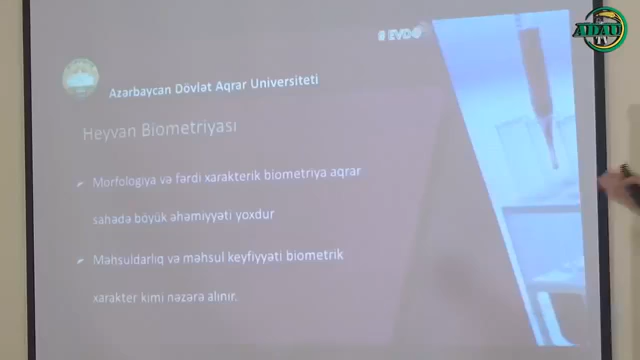 ADAU
TV
Azərbaycan Dövlət Aqrar Universiteti
Heyvan Biometriyası
Morfologiya və fərdi xarakterik biometriya aqrar
sahədə böyük əhəmiyyəti yoxdur
Məhsuldarlıq və məhsul keyfiyyəti biometrik
xarakter kimi nəzərə alınır.